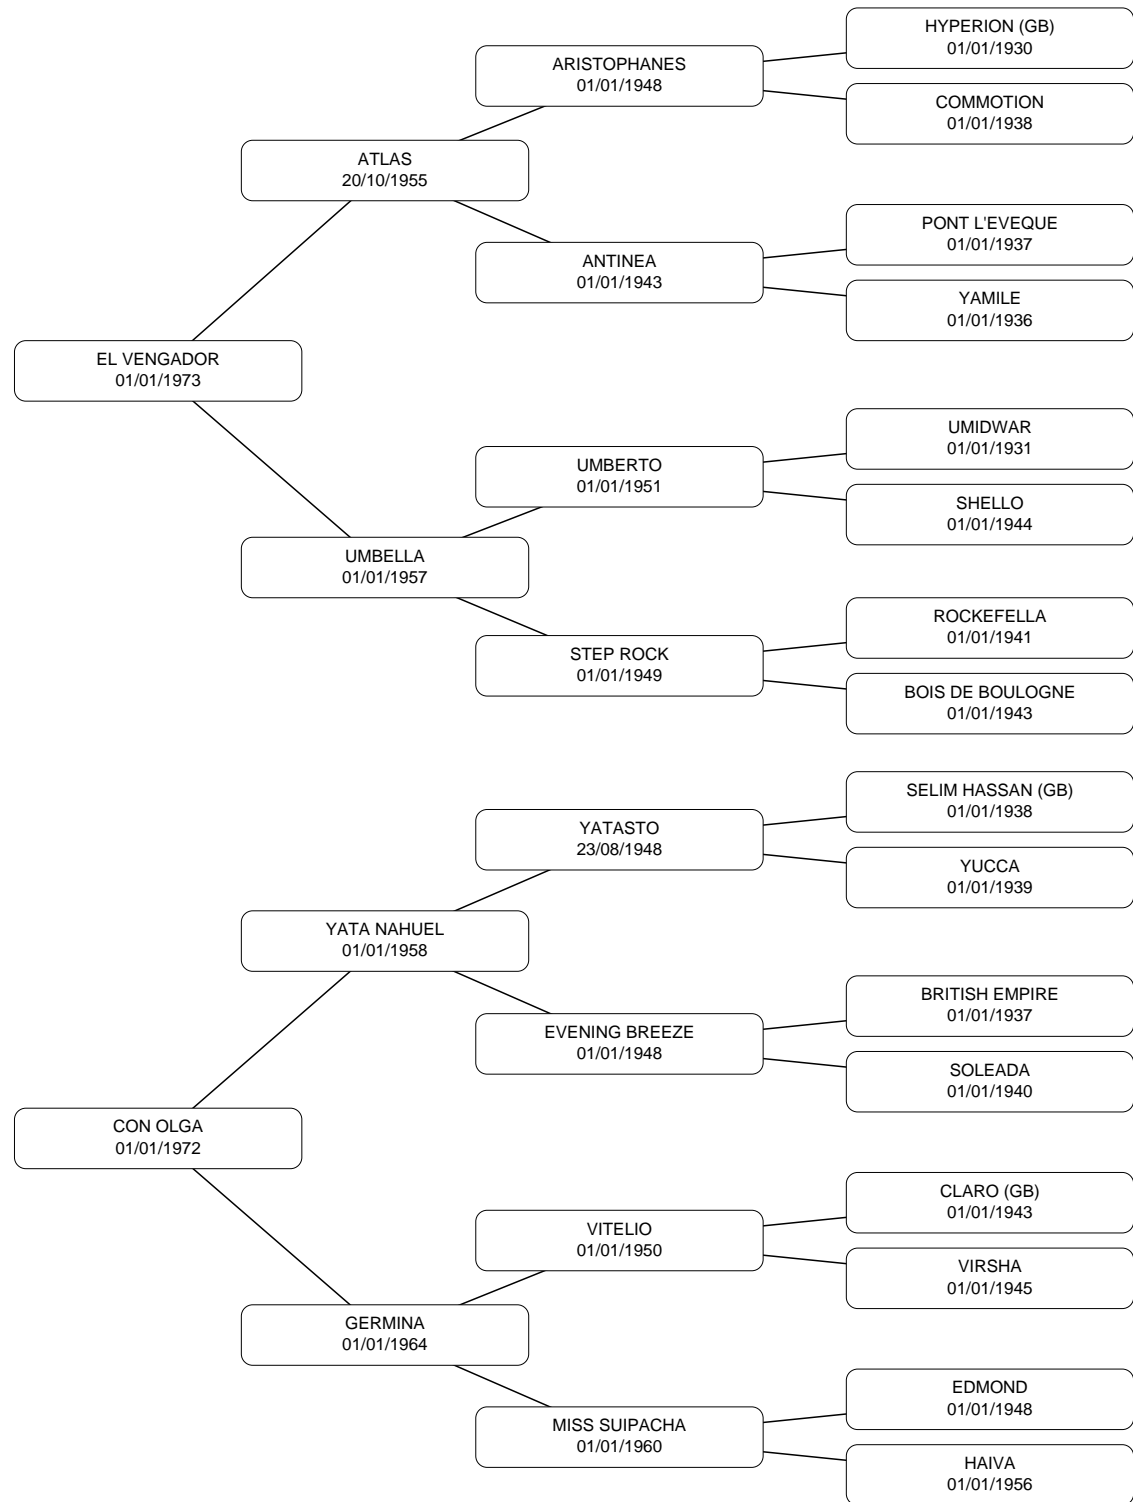 HYPERION (GB)
01/01/1930
ARISTOPHANES
01/01/1948
COMMOTION
01/01/1938
ATLAS
20/10/1955
PONT L'EVEQUE
01/01/1937
ANTINEA
01/01/1943
YAMILE
01/01/1936
EL VENGADOR
01/01/1973
UMIDWAR
01/01/1931
UMBERTO
01/01/1951
SHELLO
01/01/1944
UMBELLA
01/01/1957
ROCKEFELLA
01/01/1941
STEP ROCK
01/01/1949
BOIS DE BOULOGNE
01/01/1943
SELIM HASSAN (GB)
01/01/1938
YATASTO
23/08/1948
YUCCA
01/01/1939
YATA NAHUEL
01/01/1958
BRITISH EMPIRE
01/01/1937
EVENING BREEZE
01/01/1948
SOLEADA
01/01/1940
CON OLGA
01/01/1972
CLARO (GB)
01/01/1943
VITELIO
01/01/1950
VIRSHA
01/01/1945
GERMINA
01/01/1964
EDMOND
01/01/1948
MISS SUIPACHA
01/01/1960
HAIVA
01/01/1956